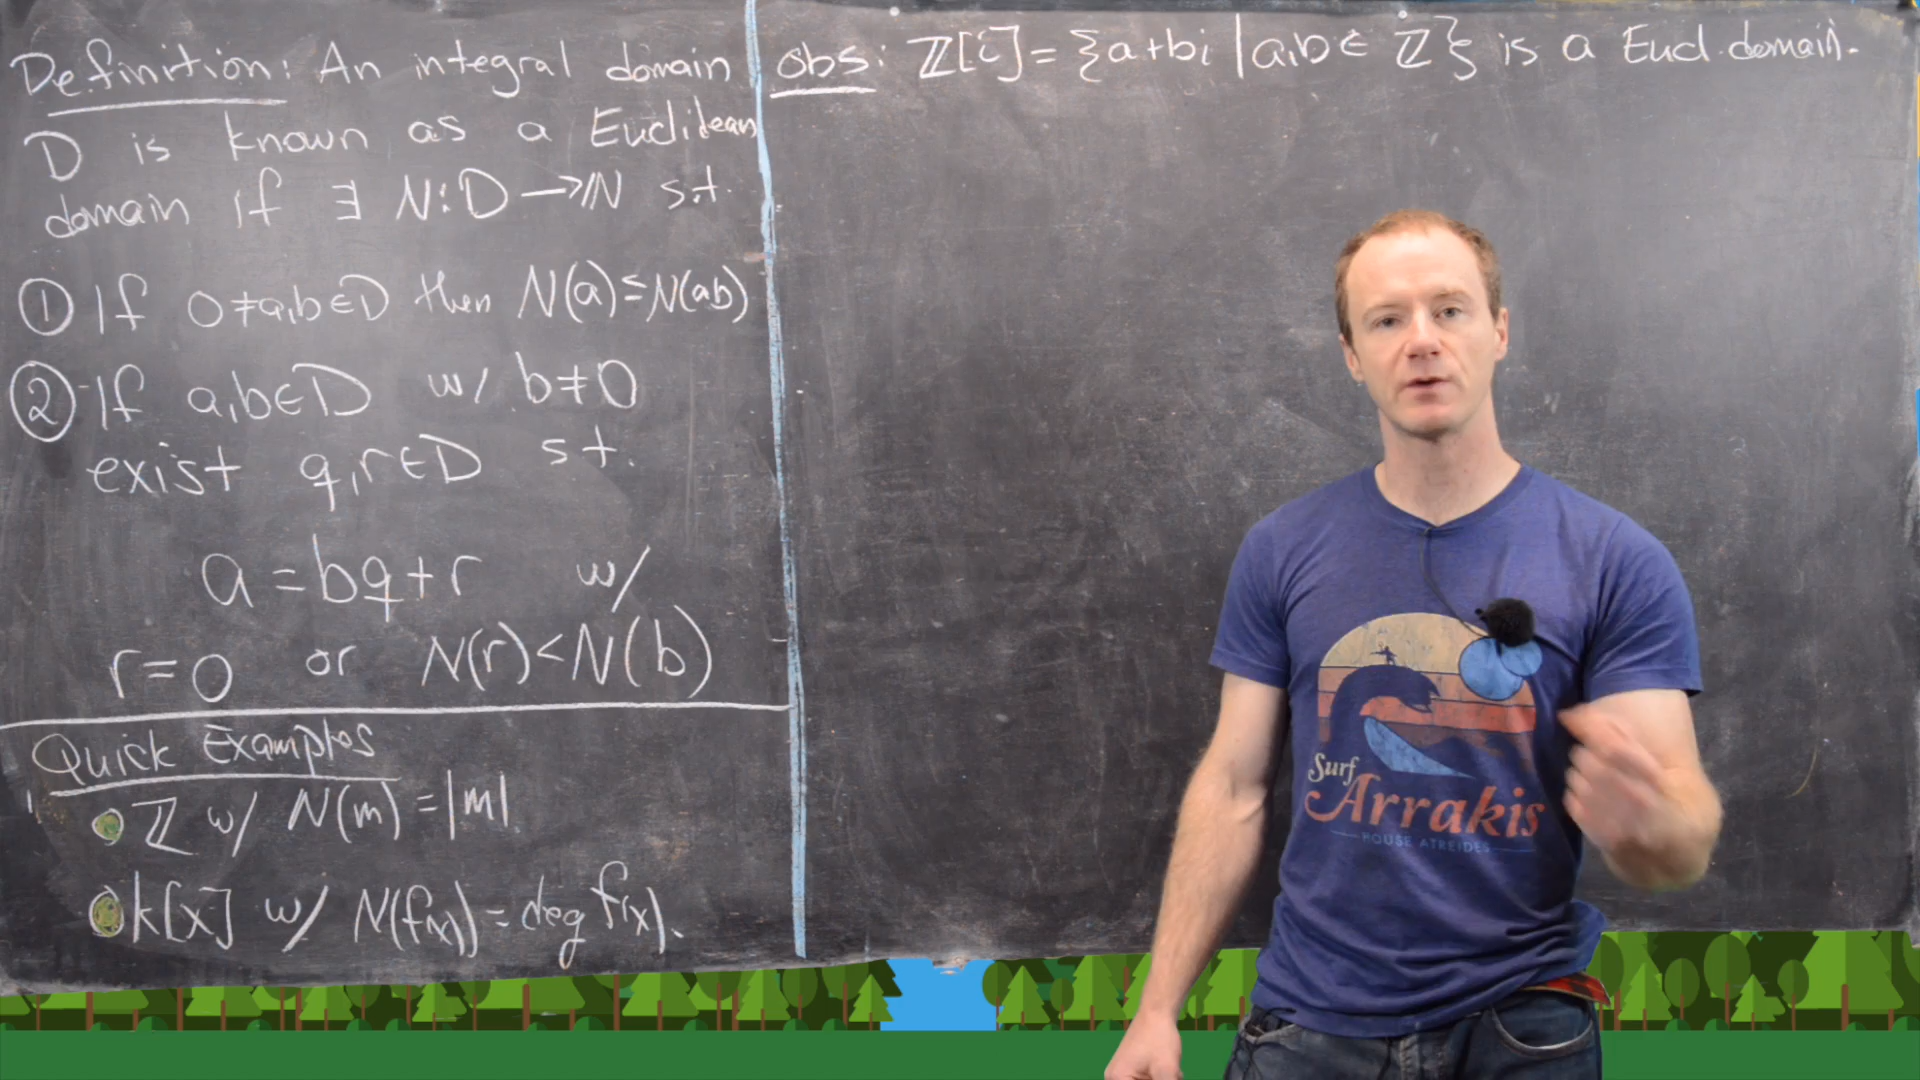 Definition: An integral domain
D is known as a Euclidean
domain if ∃ N:D→ℕ s.t.
① If 0≠a,b∈D then N(a)≤N(ab)
② If a,b∈D w/ b≠0
exist q,r∈D s.t.
a=bq+r w/
r=0 or N(r)<N(b)
Quick Examples
ℤ w/ N(m)=|m|
k[x] w/ N(f(x))=deg f(x).
obs: ℤ[i]={a+bi | a,b∈ ℤ} is a Eucl. domain.
Surf
Arrakis
HOUSE ATREIDES